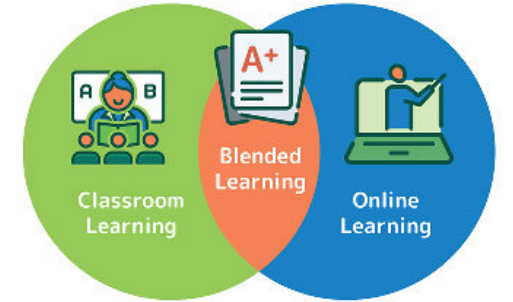 A B
Classroom
Learning
A+
Blended
Learning
Online
Learning